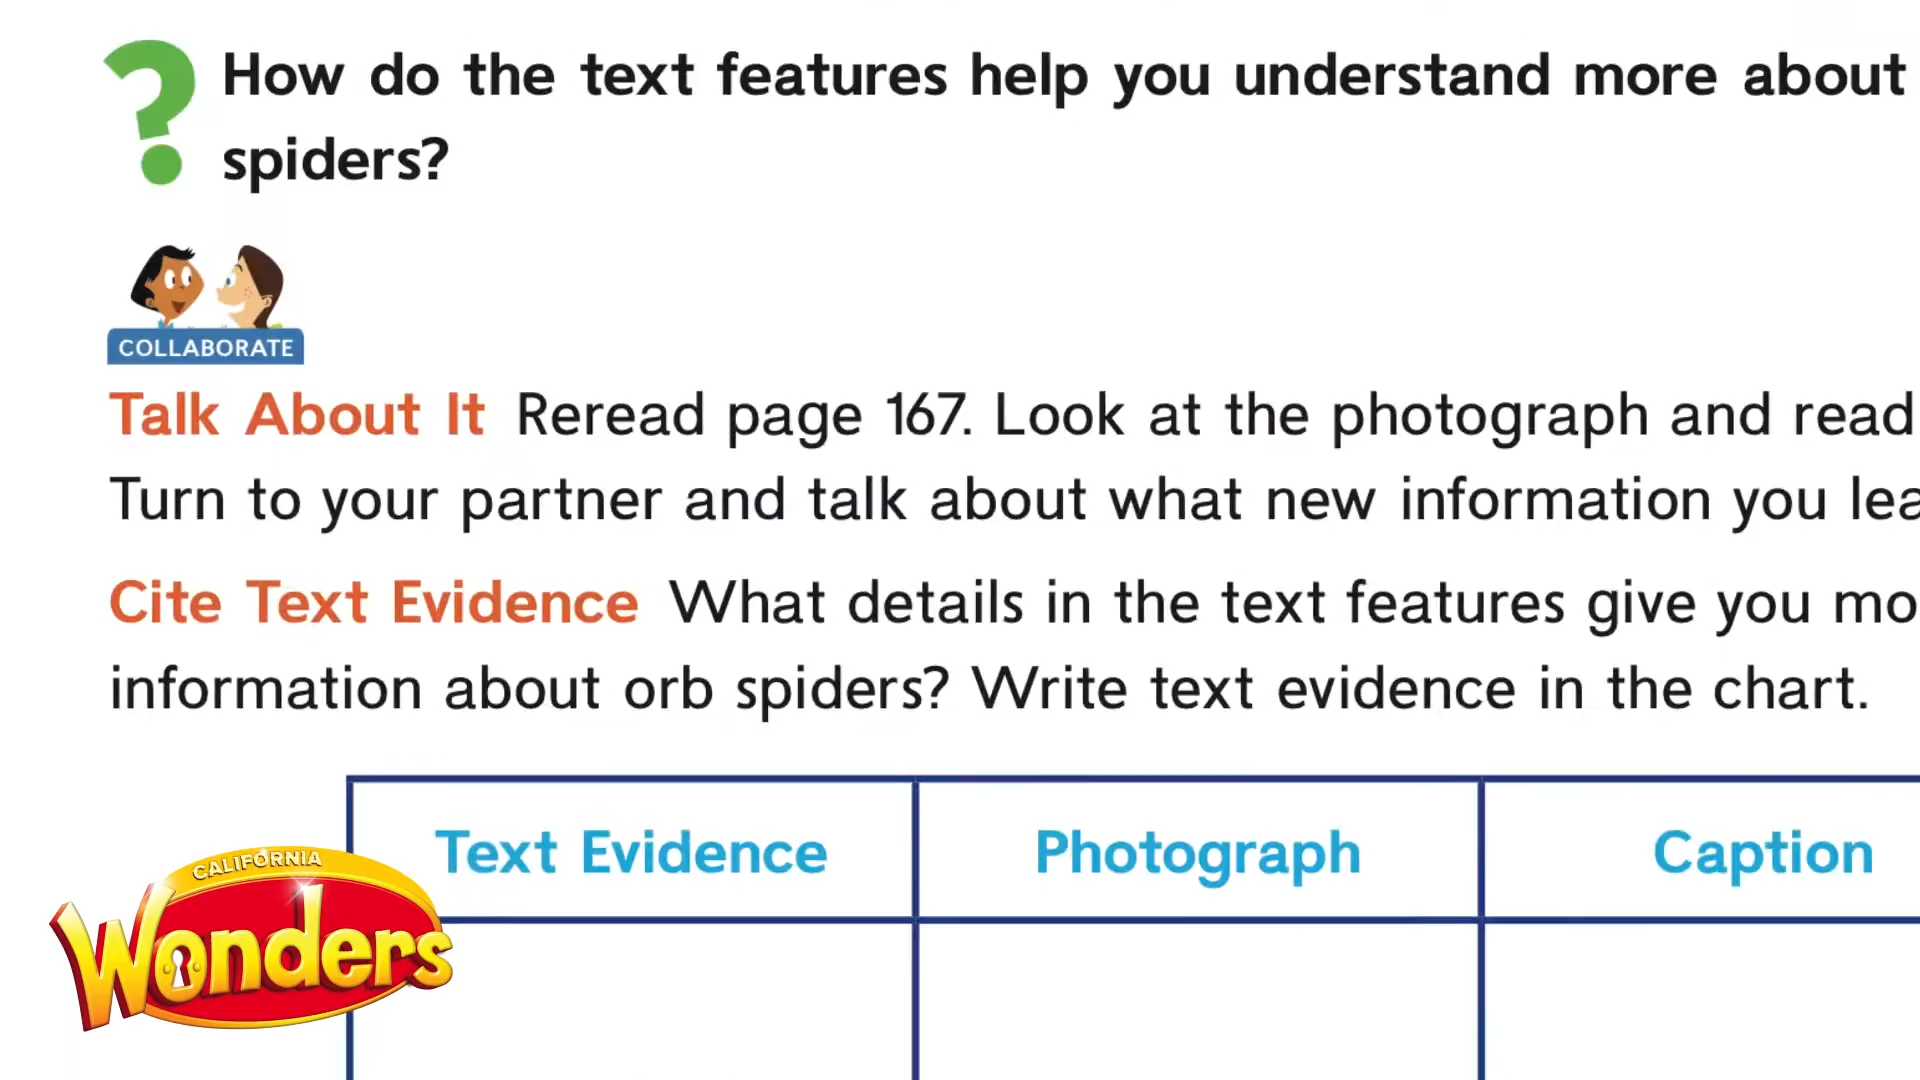 How do the text features help you understand more about
spiders?
COLLABORATE
Talk About It Reread page 167. Look at the photograph and read
Turn to your partner and talk about what new information you lea
Cite Text Evidence What details in the text features give you mo
information about orb spiders? Write text evidence in the chart.
Text Evidence Photograph Caption
CALIFORNIA
Wonders